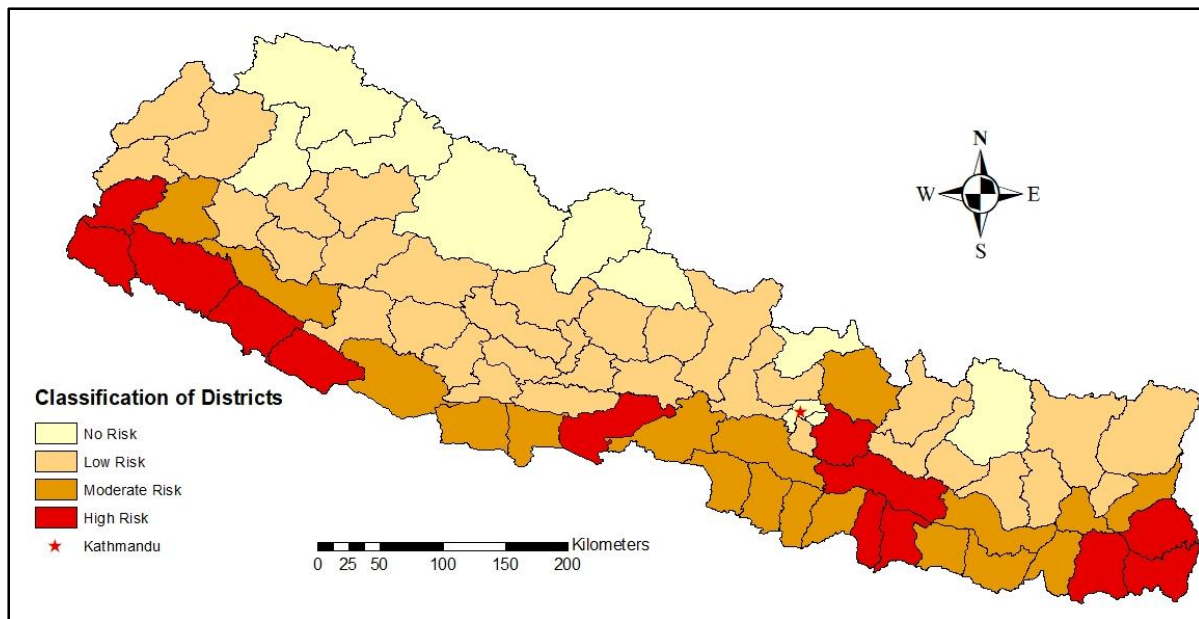 N
W E
S
Classification of Districts
No Risk
Low Risk
Moderate Risk
High Risk
Kathmandu
Kilometers
0 25 50 100 150 200